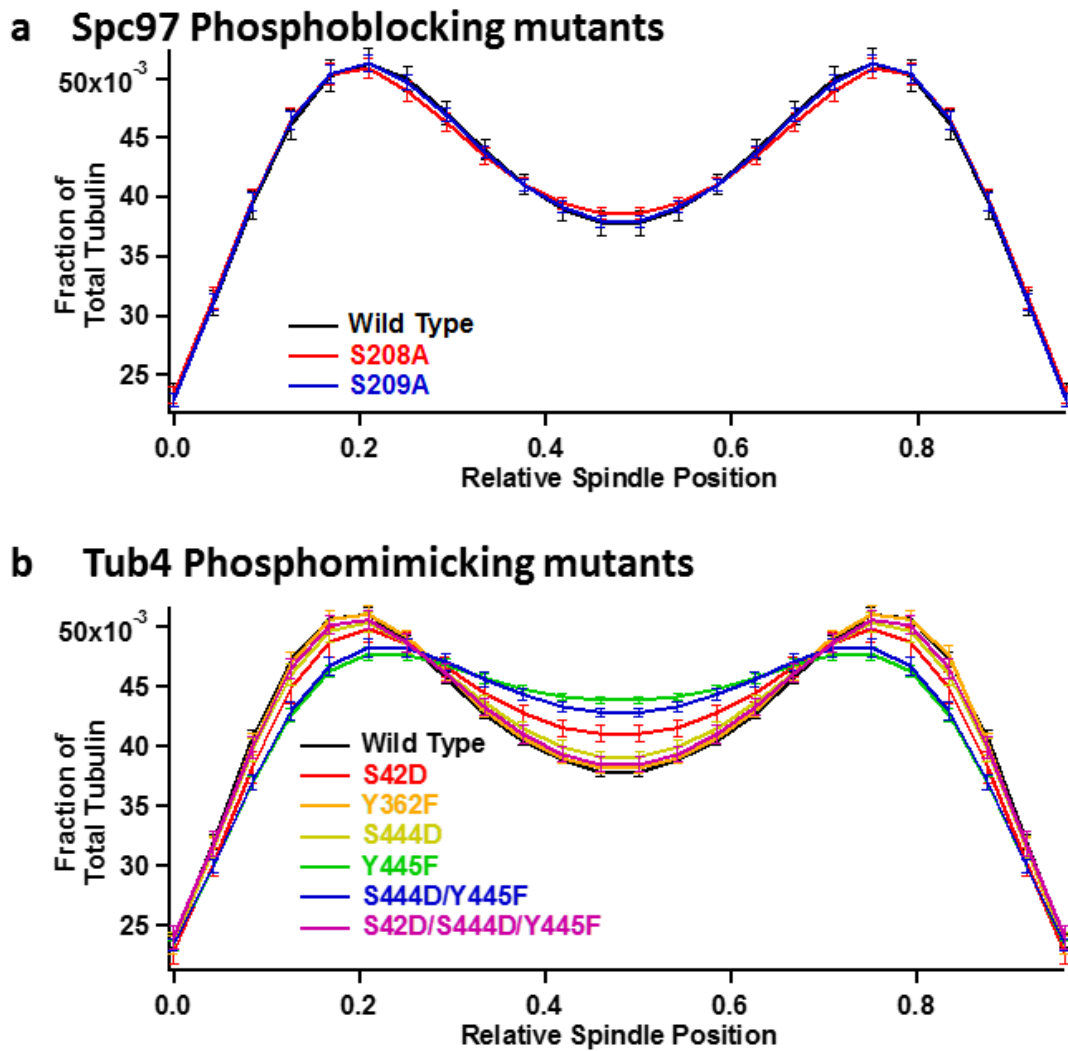 a Spc97 Phosphoblocking mutants
50x10-3
45
40
35
30
25
Fraction of
Total Tubulin
Wild Type
S208A
S209A
0.0 0.2 0.4 0.6 0.8
Relative Spindle Position
b Tub4 Phosphomimicking mutants
50x10-3
45
40
35
30
25
Fraction of
Total Tubulin
Wild Type
S42D
Y362F
S444D
Y445F
S444D/Y445F
S42D/S444D/Y445F
0.0 0.2 0.4 0.6 0.8
Relative Spindle Position